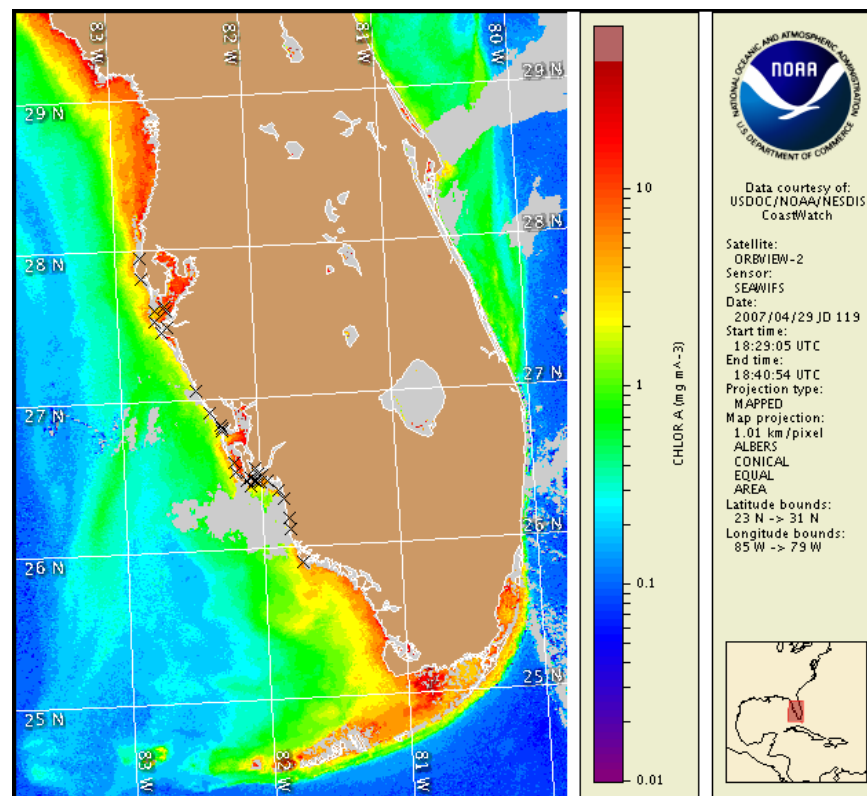 83 W
82 W
81 W
80 W
29 N
29 N
28 N
28 N
27 N
27 N
26 N
26 N
25 N
25 N
83 W
82 W
81 W
10
1
0.1
0.01
CHLOR A (mg m^-3)
NATIONAL OCEANIC AND ATMOSPHERIC ADMINISTRATION
NOAA
U.S. DEPARTMENT OF COMMERCE
Data courtesy of:
USDOC/NOAA/NESDIS
CoastWatch
Satellite:
ORBVIEW-2
Sensor:
SEAWIFS
Date:
2007/04/29 JD 119
Start time:
18:29:05 UTC
End time:
18:40:54 UTC
Projection type:
MAPPED
Map projection:
1.01 km/pixel
ALBERS
CONICAL
EQUAL
AREA
Latitude bounds:
23 N -> 31 N
Longitude bounds:
85 W -> 79 W